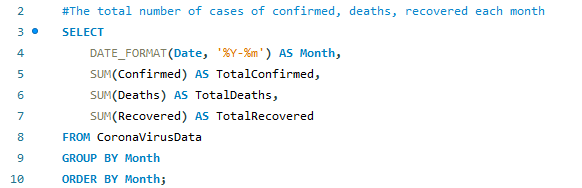 2 #The total number of cases of confirmed, deaths, recovered each month
3 SELECT
4 DATE_FORMAT(Date, '%Y-%m') AS Month,
5 SUM(Confirmed) AS TotalConfirmed,
6 SUM(Deaths) AS TotalDeaths,
7 SUM(Recovered) AS TotalRecovered
8 FROM CoronaVirusData
9 GROUP BY Month
10 ORDER BY Month;